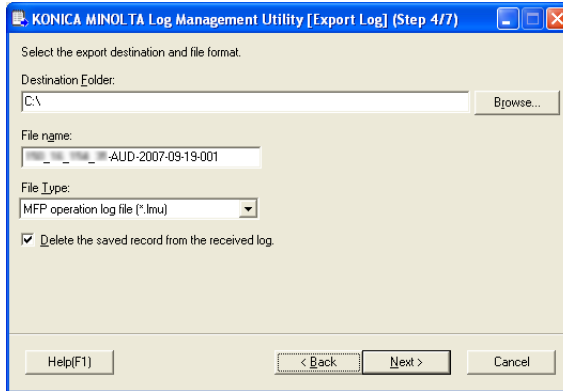 KONICA MINOLTA Log Management Utility [Export Log] (Step 4/7)
Select the export destination and file format.
Destination Folder:
C:\
Browse...
File name:
-AUD-2007-09-19-001
File Type:
MFP operation log file (*.lmu)
Delete the saved record from the received log.
Help(F1)
< Back
Next >
Cancel